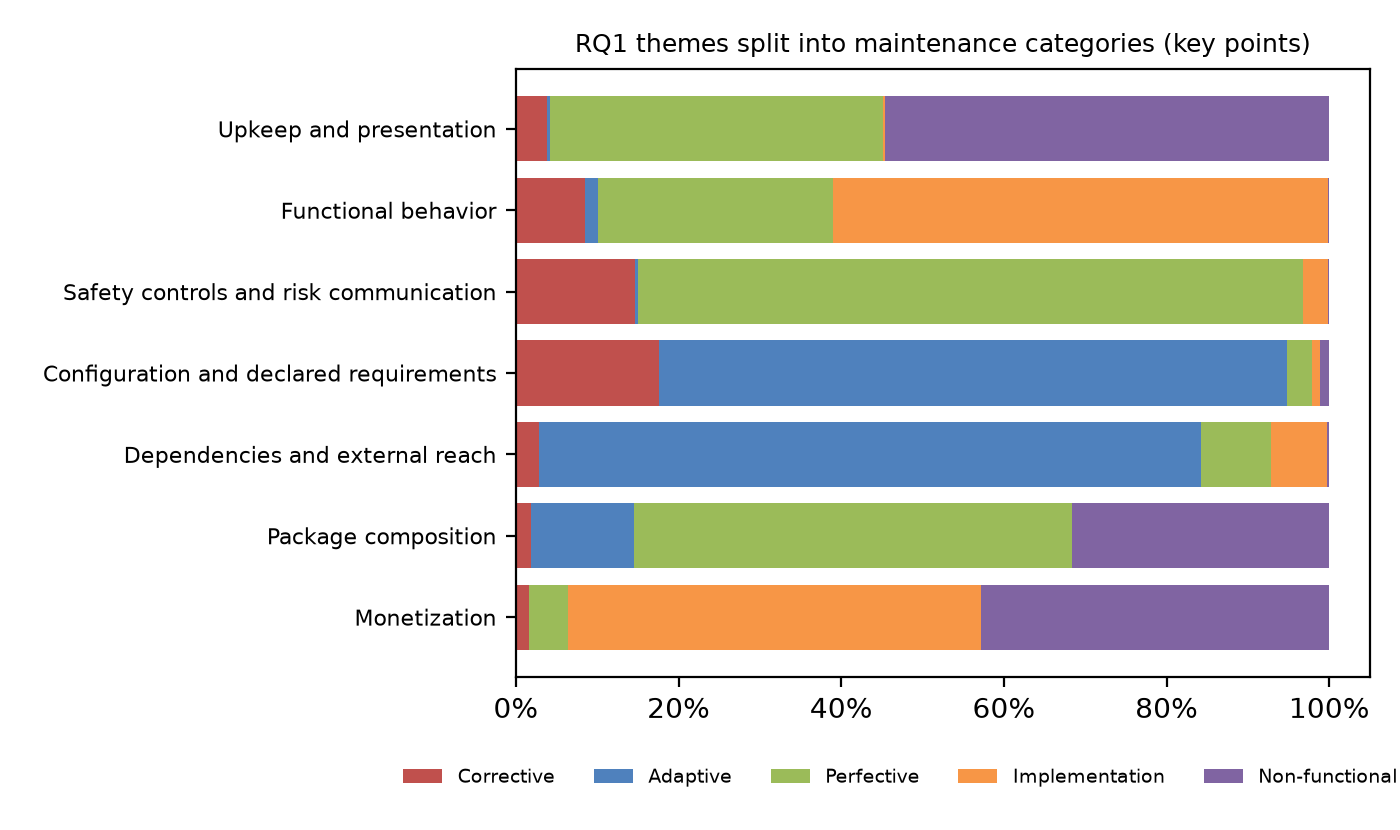 RQ1 themes split into maintenance categories (key points)
Upkeep and presentation
Functional behavior
Safety controls and risk communication
Configuration and declared requirements
Dependencies and external reach
Package composition
Monetization
0% 20% 40% 60% 80% 100%
Corrective Adaptive Perfective Implementation Non-functional